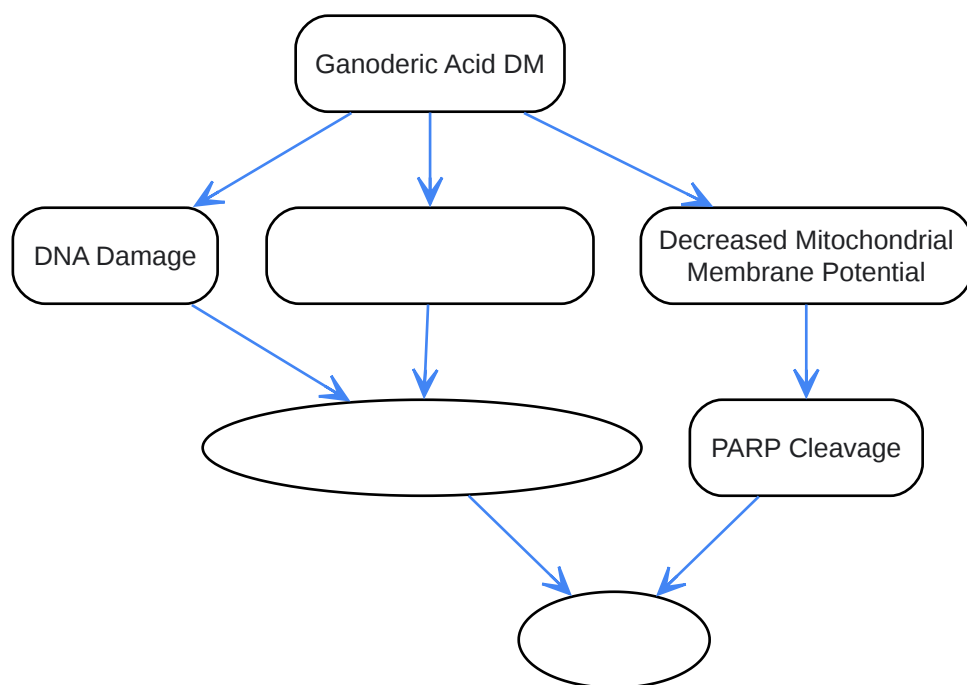 Ganoderic Acid DM
DNA Damage
Decreased Mitochondrial
Membrane Potential
PARP Cleavage